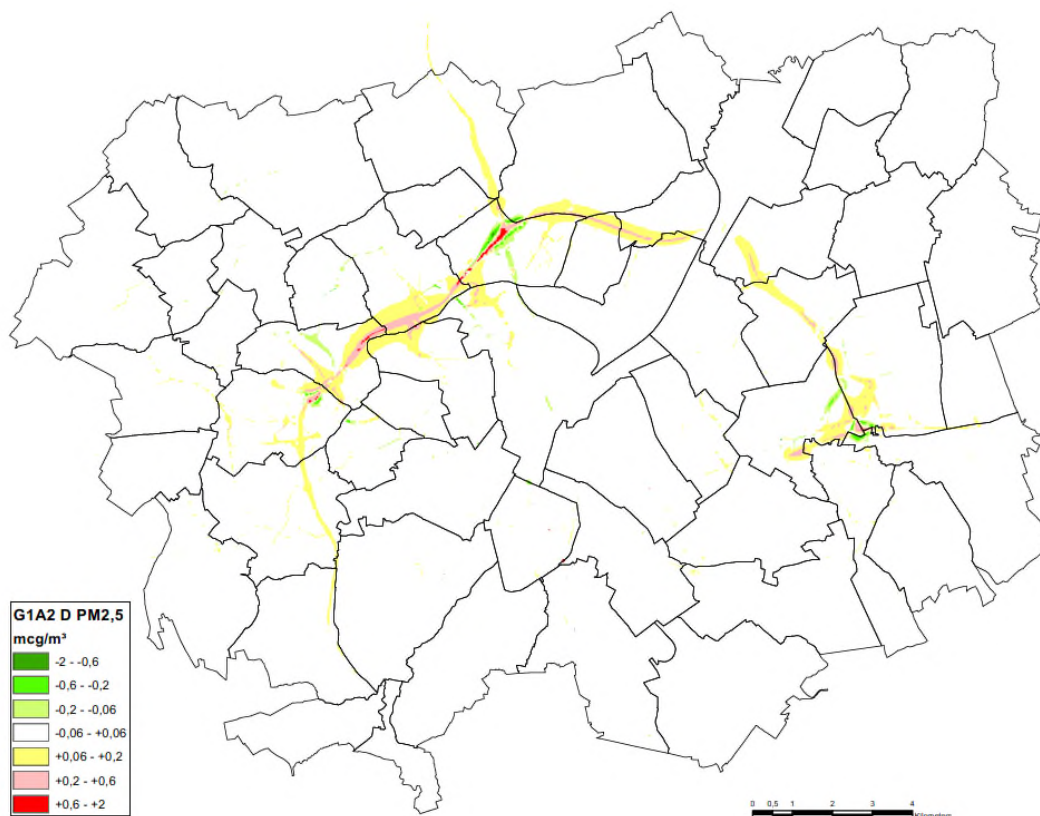 G1A2 D PM2,5
mcg/m³
-2 - -0,6
-0,6 - -0,2
-0,2 - -0,06
-0,06 - +0,06
+0,06 - +0,2
+0,2 - +0,6
+0,6 - +2
0 0,5 1 2 3 4
Kilometers